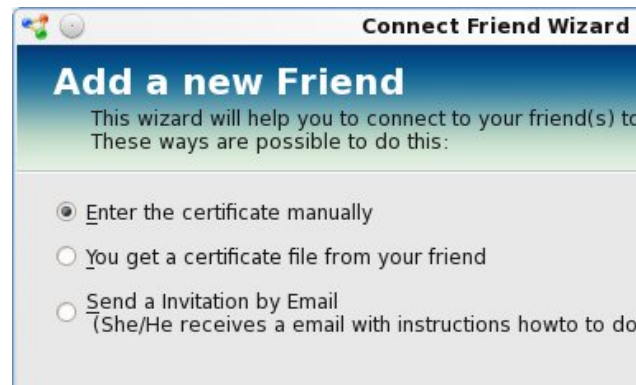 Connect Friend Wizard
Add a new Friend
This wizard will help you to connect to your friend(s) to
These ways are possible to do this:
Enter the certificate manually
You get a certificate file from your friend
Send a Invitation by Email
(She/He receives a email with instructions howto to do